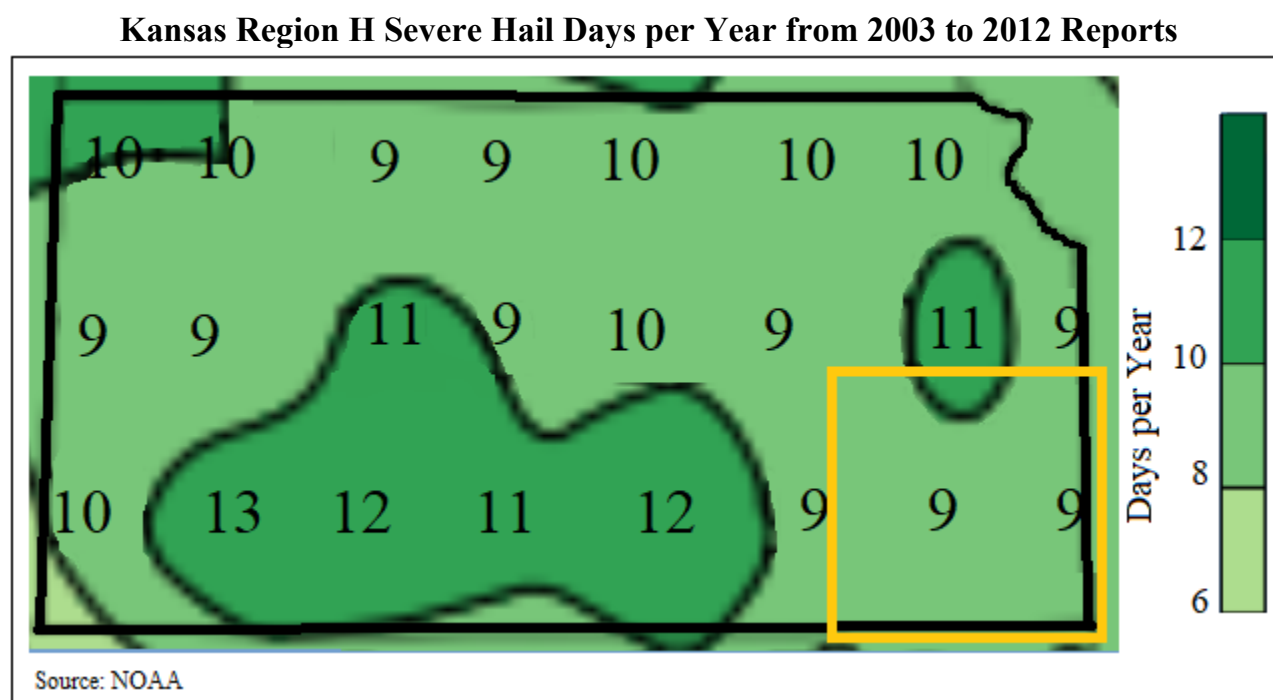 Kansas Region H Severe Hail Days per Year from 2003 to 2012 Reports
10 10 9 9 10 10 10
9 9 11 9 10 9 11 9
10 13 12 11 12 9 9 9
12
10
8
6
Days per Year
Source: NOAA